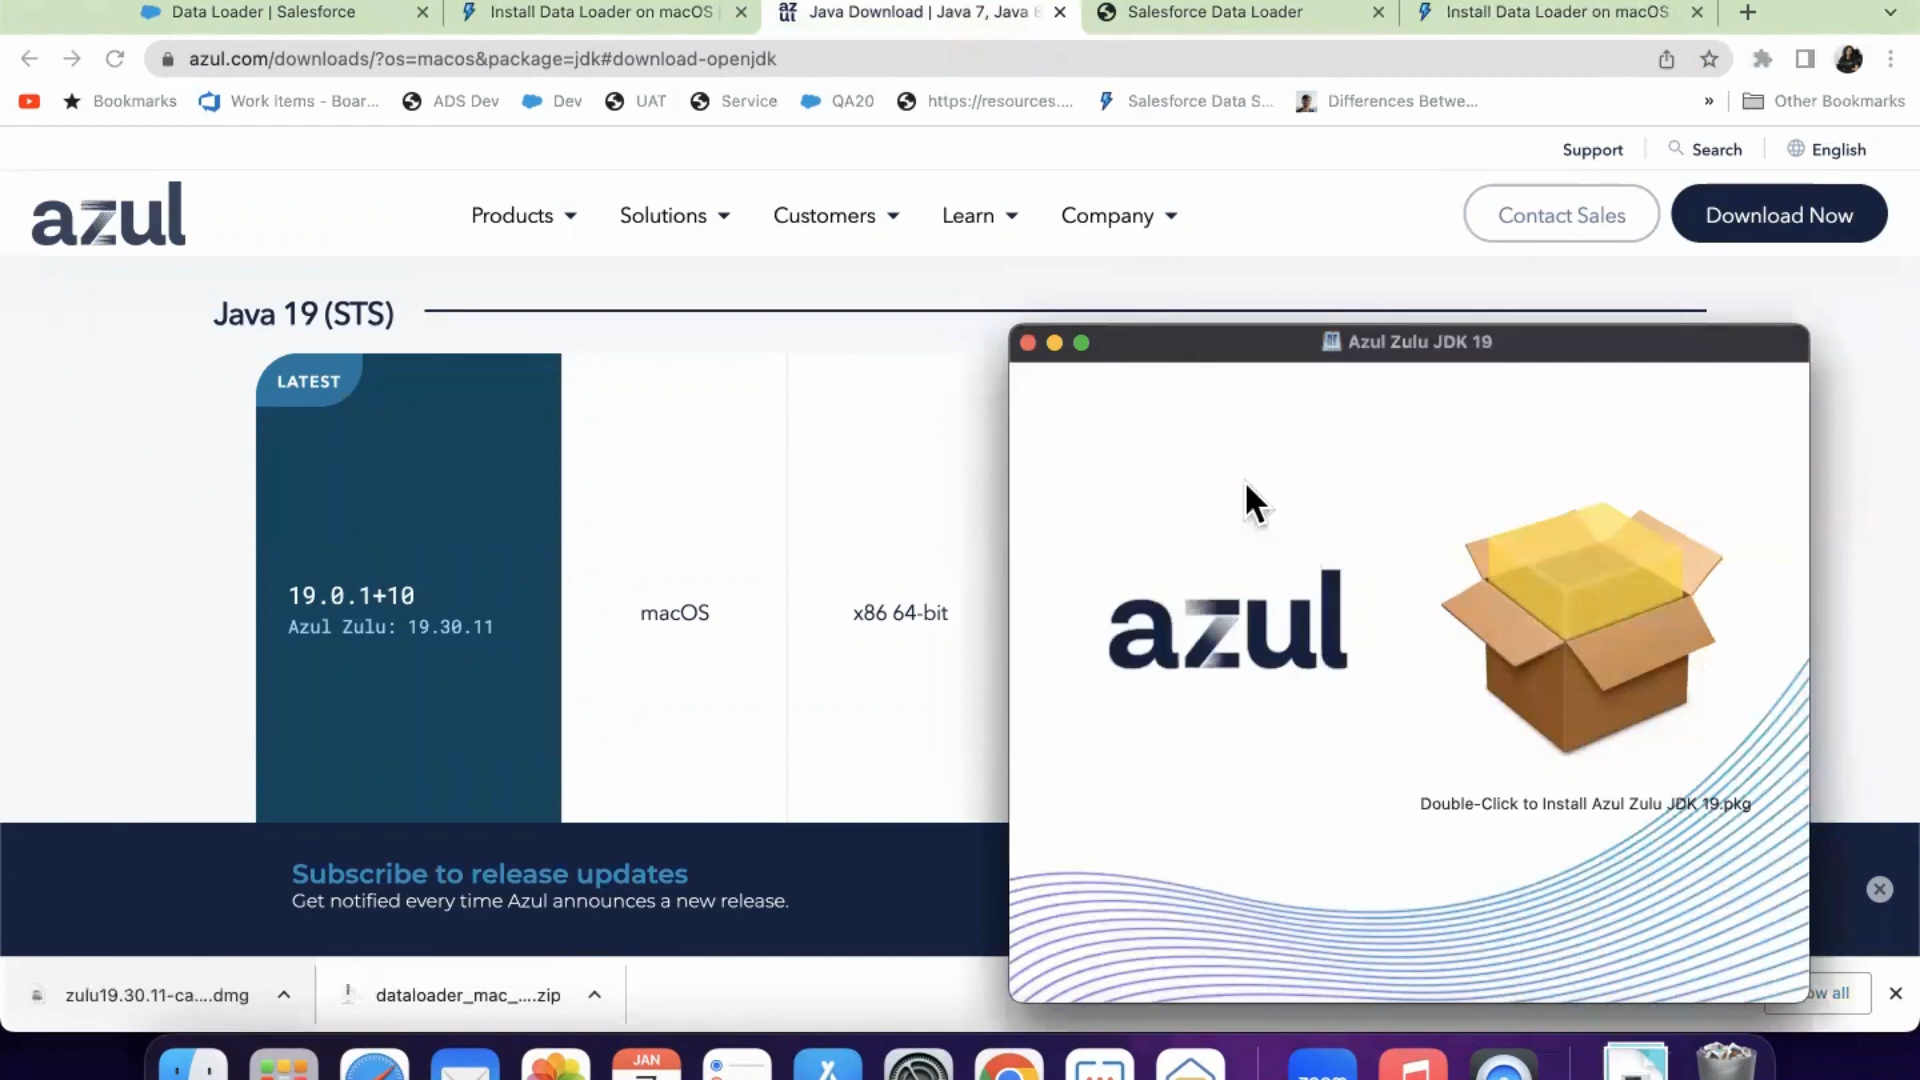 Data Loader | Salesforce
Install Data Loader on macOS
Java Download | Java 7, Java 8
Salesforce Data Loader
Install Data Loader on macOS
azul.com/downloads/?os=macos&package=jdk#download-openjdk
Bookmarks
Work items - Boar...
ADS Dev
Dev
UAT
Service
QA20
https://resources....
Salesforce Data S...
Differences Betwe...
»
Other Bookmarks
Support
Search
English
azul
Products
Solutions
Customers
Learn
Company
Contact Sales
Download Now
Java 19 (STS)
LATEST
19.0.1+10
Azul Zulu: 19.30.11
macOS
x86 64-bit
Azul Zulu JDK 19
azul
Double-Click to Install Azul Zulu JDK 19.pkg
Subscribe to release updates
Get notified every time Azul announces a new release.
zulu19.30.11-ca....dmg
dataloader_mac_....zip
all
JAN